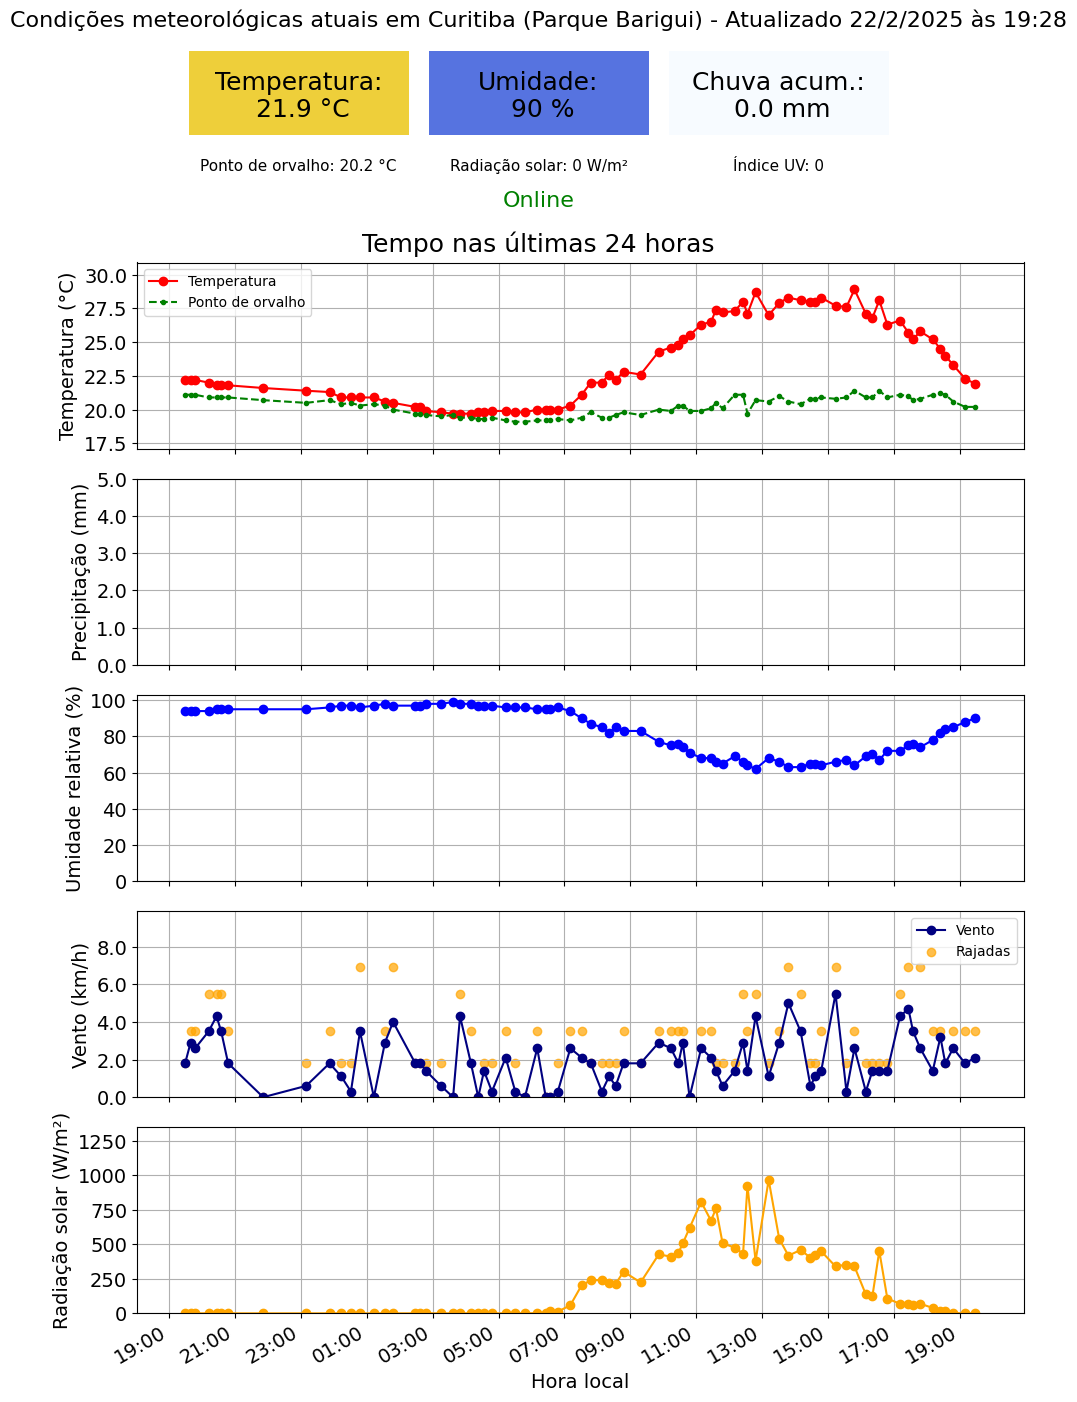 Condições meteorológicas atuais em Curitiba (Parque Barigui) - Atualizado 22/2/2025 às 19:28
Temperatura:
21.9 °C
Umidade:
90 %
Chuva acum.:
0.0 mm
Ponto de orvalho: 20.2 °C
Radiação solar: 0 W/m²
Índice UV: 0
Online
Tempo nas últimas 24 horas
Temperatura (°C)
30.0
27.5
25.0
22.5
20.0
17.5
Temperatura
Ponto de orvalho
Precipitação (mm)
5.0
4.0
3.0
2.0
1.0
0.0
Umidade relativa (%)
100
80
60
40
20
0
Vento (km/h)
8.0
6.0
4.0
2.0
0.0
Vento
Rajadas
Radiação solar (W/m²)
1250
1000
750
500
250
0
19:00
21:00
23:00
01:00
03:00
05:00
07:00
09:00
11:00
13:00
15:00
17:00
19:00
Hora local